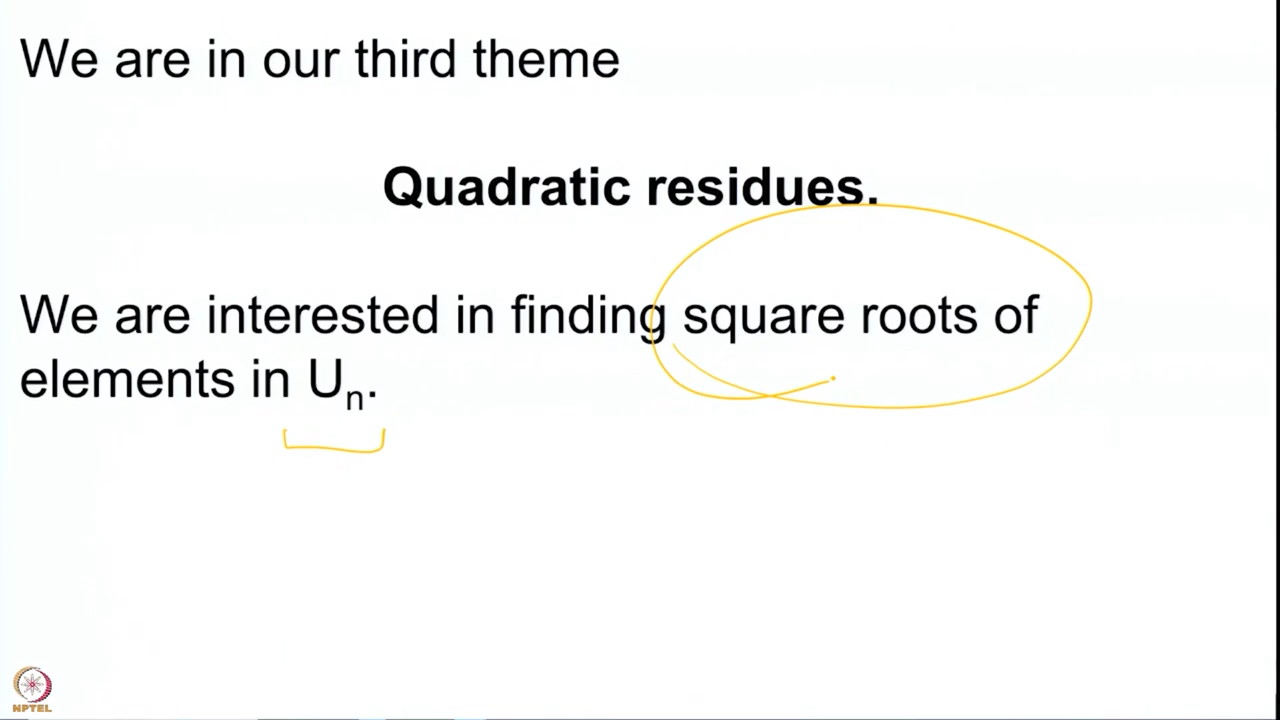 We are in our third theme
Quadratic residues.
We are interested in finding square roots of
elements in Uₙ.
NPTEL